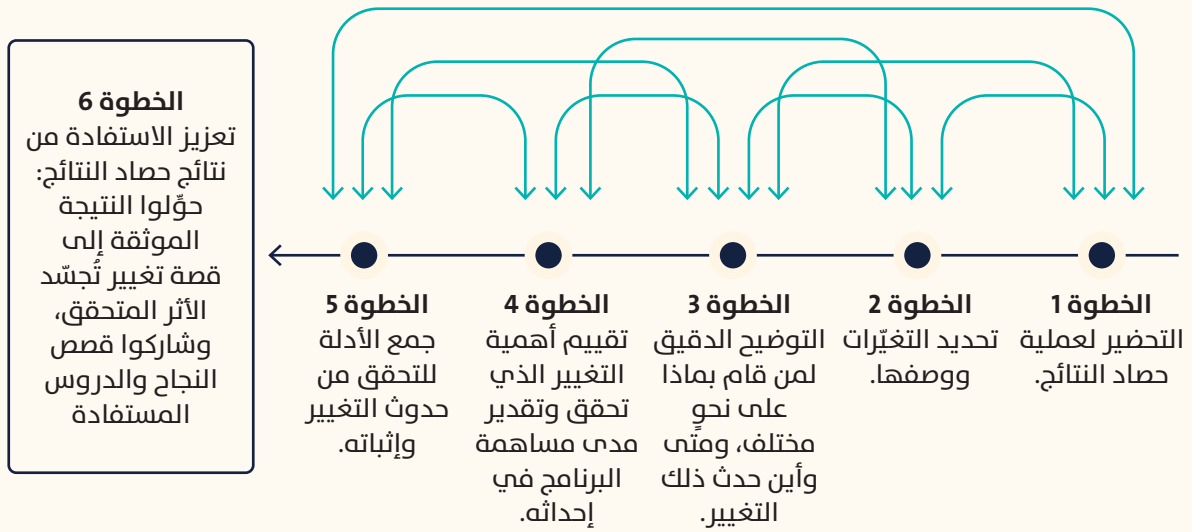 الخطوة 1
التحضير لعملية
حصاد النتائج.
الخطوة 2
تحديد التغيّرات
ووصفها.
الخطوة 3
التوضيح الدقيق
لمن قام بماذا
على نحوٍ
مختلف، ومتى
وأين حدث ذلك
التغيير.
الخطوة 4
تقييم أهمية
التغيير الذي
تحقق وتقدير
مدى مساهمة
البرنامج في
إحداثه.
الخطوة 5
جمع الأدلة
للتحقق من
حدوث التغيير
وإثباته.
الخطوة 6
تعزيز الاستفادة من
نتائج حصاد النتائج:
حوِّلوا النتيجة
الموثقة إلى
قصة تغيير تُجسّد
الأثر المتحقق،
وشاركوا قصص
النجاح والدروس
المستفادة